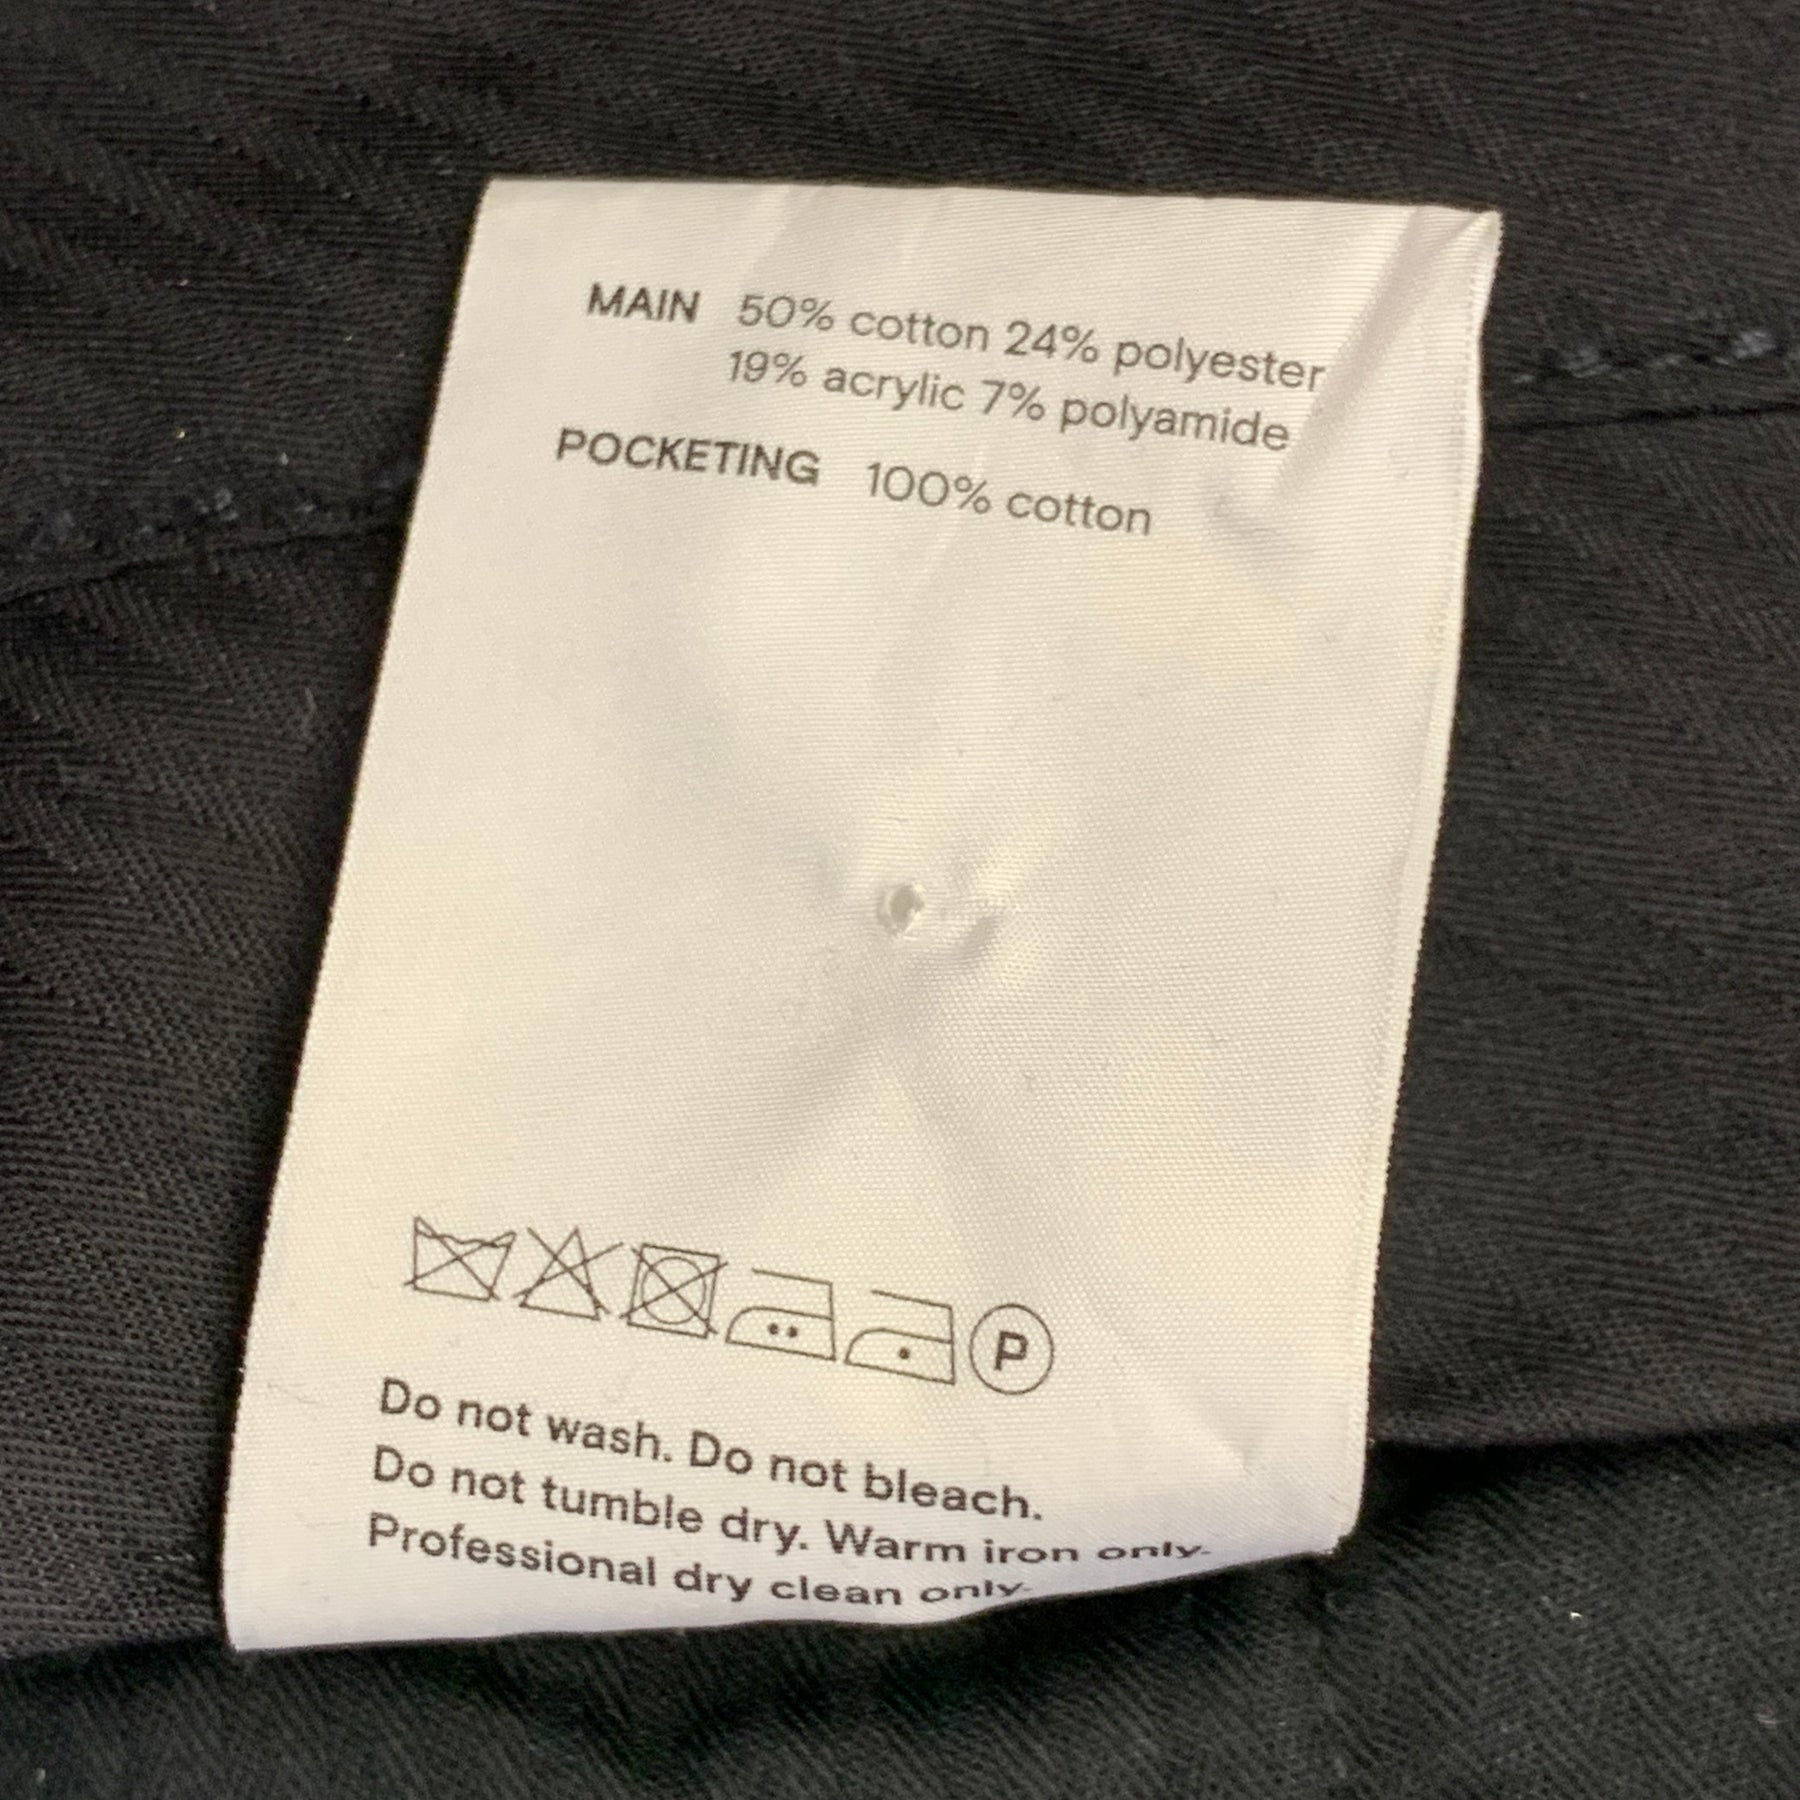 MAIN 50% cotton 24% polyester
19% acrylic 7% polyamide
POCKETING 100% cotton
P
Do not wash. Do not bleach.
Do not tumble dry. Warm iron only.
Professional dry clean only.